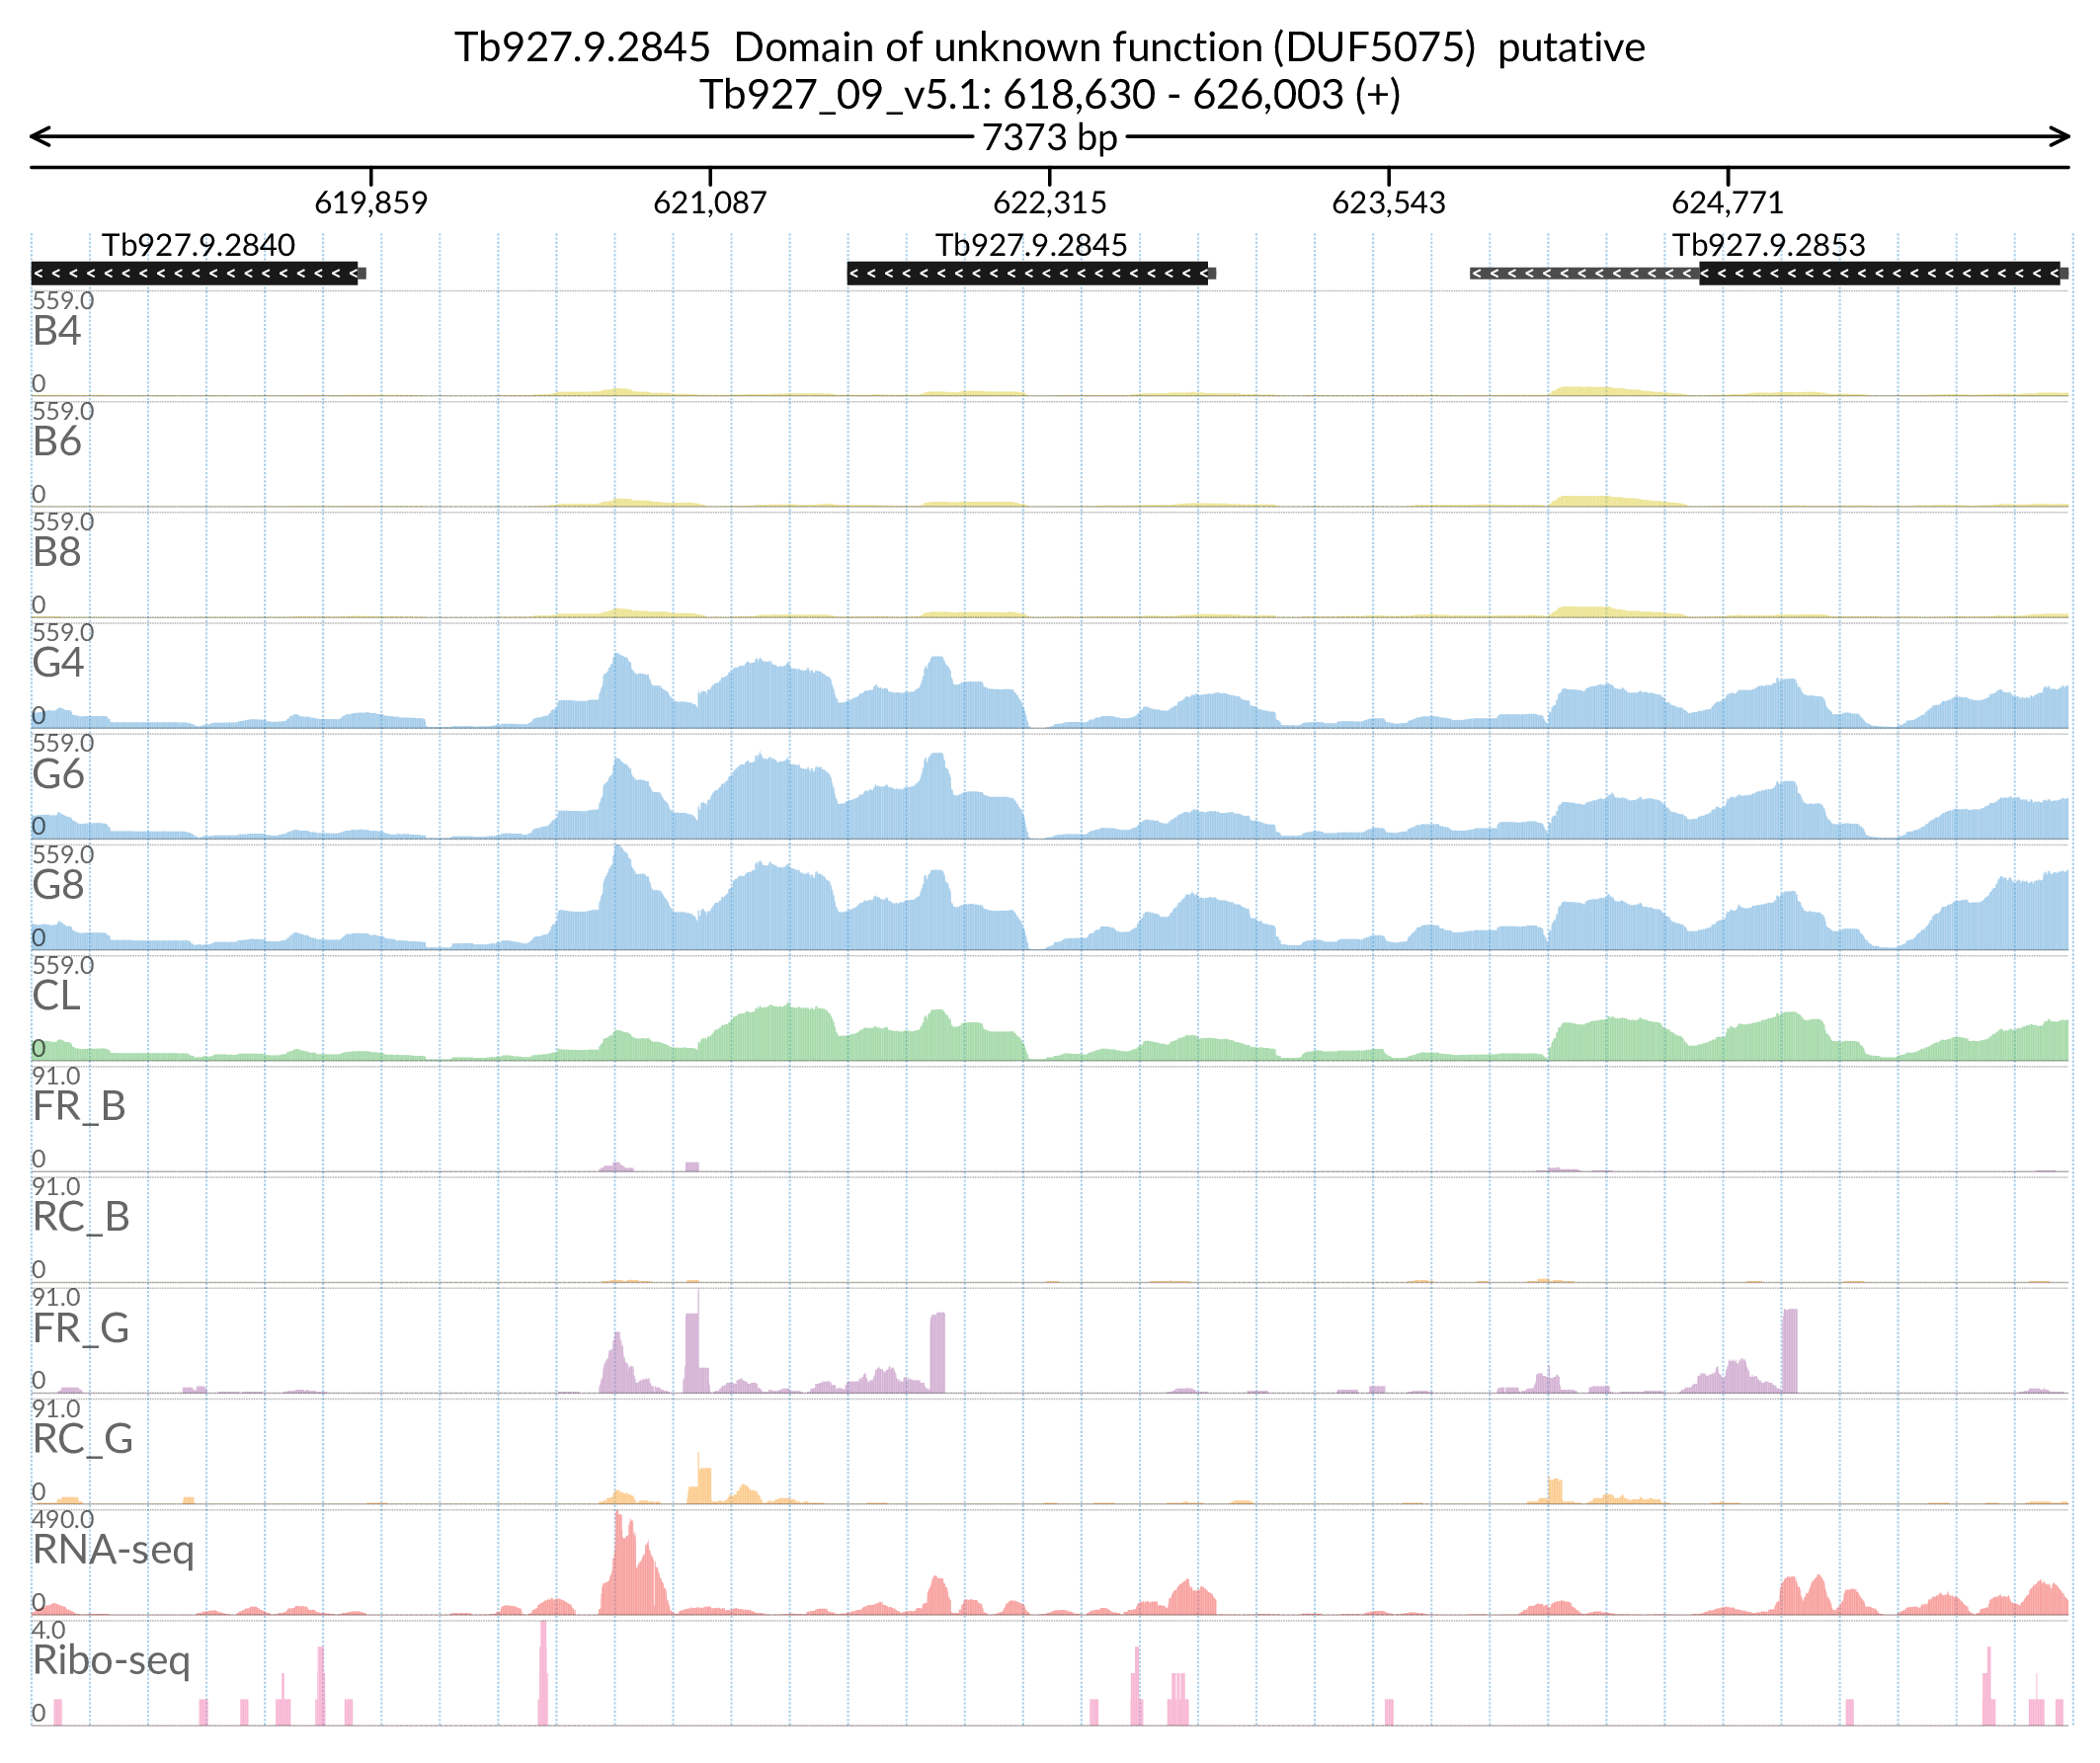 Tb927.9.2845  Domain of unknown function (DUF5075)  putative
Tb927_09_v5.1: 618,630 - 626,003 (+)
7373 bp
619,859 621,087 622,315 623,543 624,771
Tb927.9.2840 Tb927.9.2845 Tb927.9.2853
559.0
B4
0
559.0
B6
0
559.0
B8
0
559.0
G4
0
559.0
G6
0
559.0
G8
0
559.0
CL
0
91.0
FR_B
0
91.0
RC_B
0
91.0
FR_G
0
91.0
RC_G
0
490.0
RNA-seq
0
4.0
Ribo-seq
0